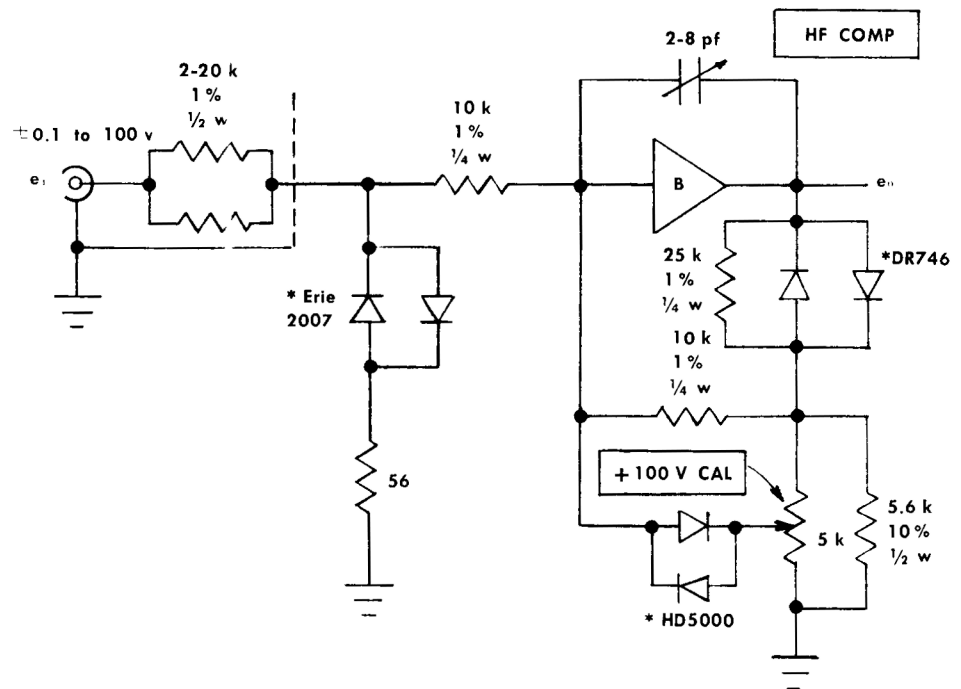 HF COMP
2-8 pf
2-20 k
1%
½ w
±0.1 to 100 v
e₁
10 k
1%
¼ w
B
e₀
25 k
1%
¼ w
*DR746
* Erie
2007
10 k
1%
¼ w
+100 V CAL
56
5 k
5.6 k
10%
½ w
* HD5000